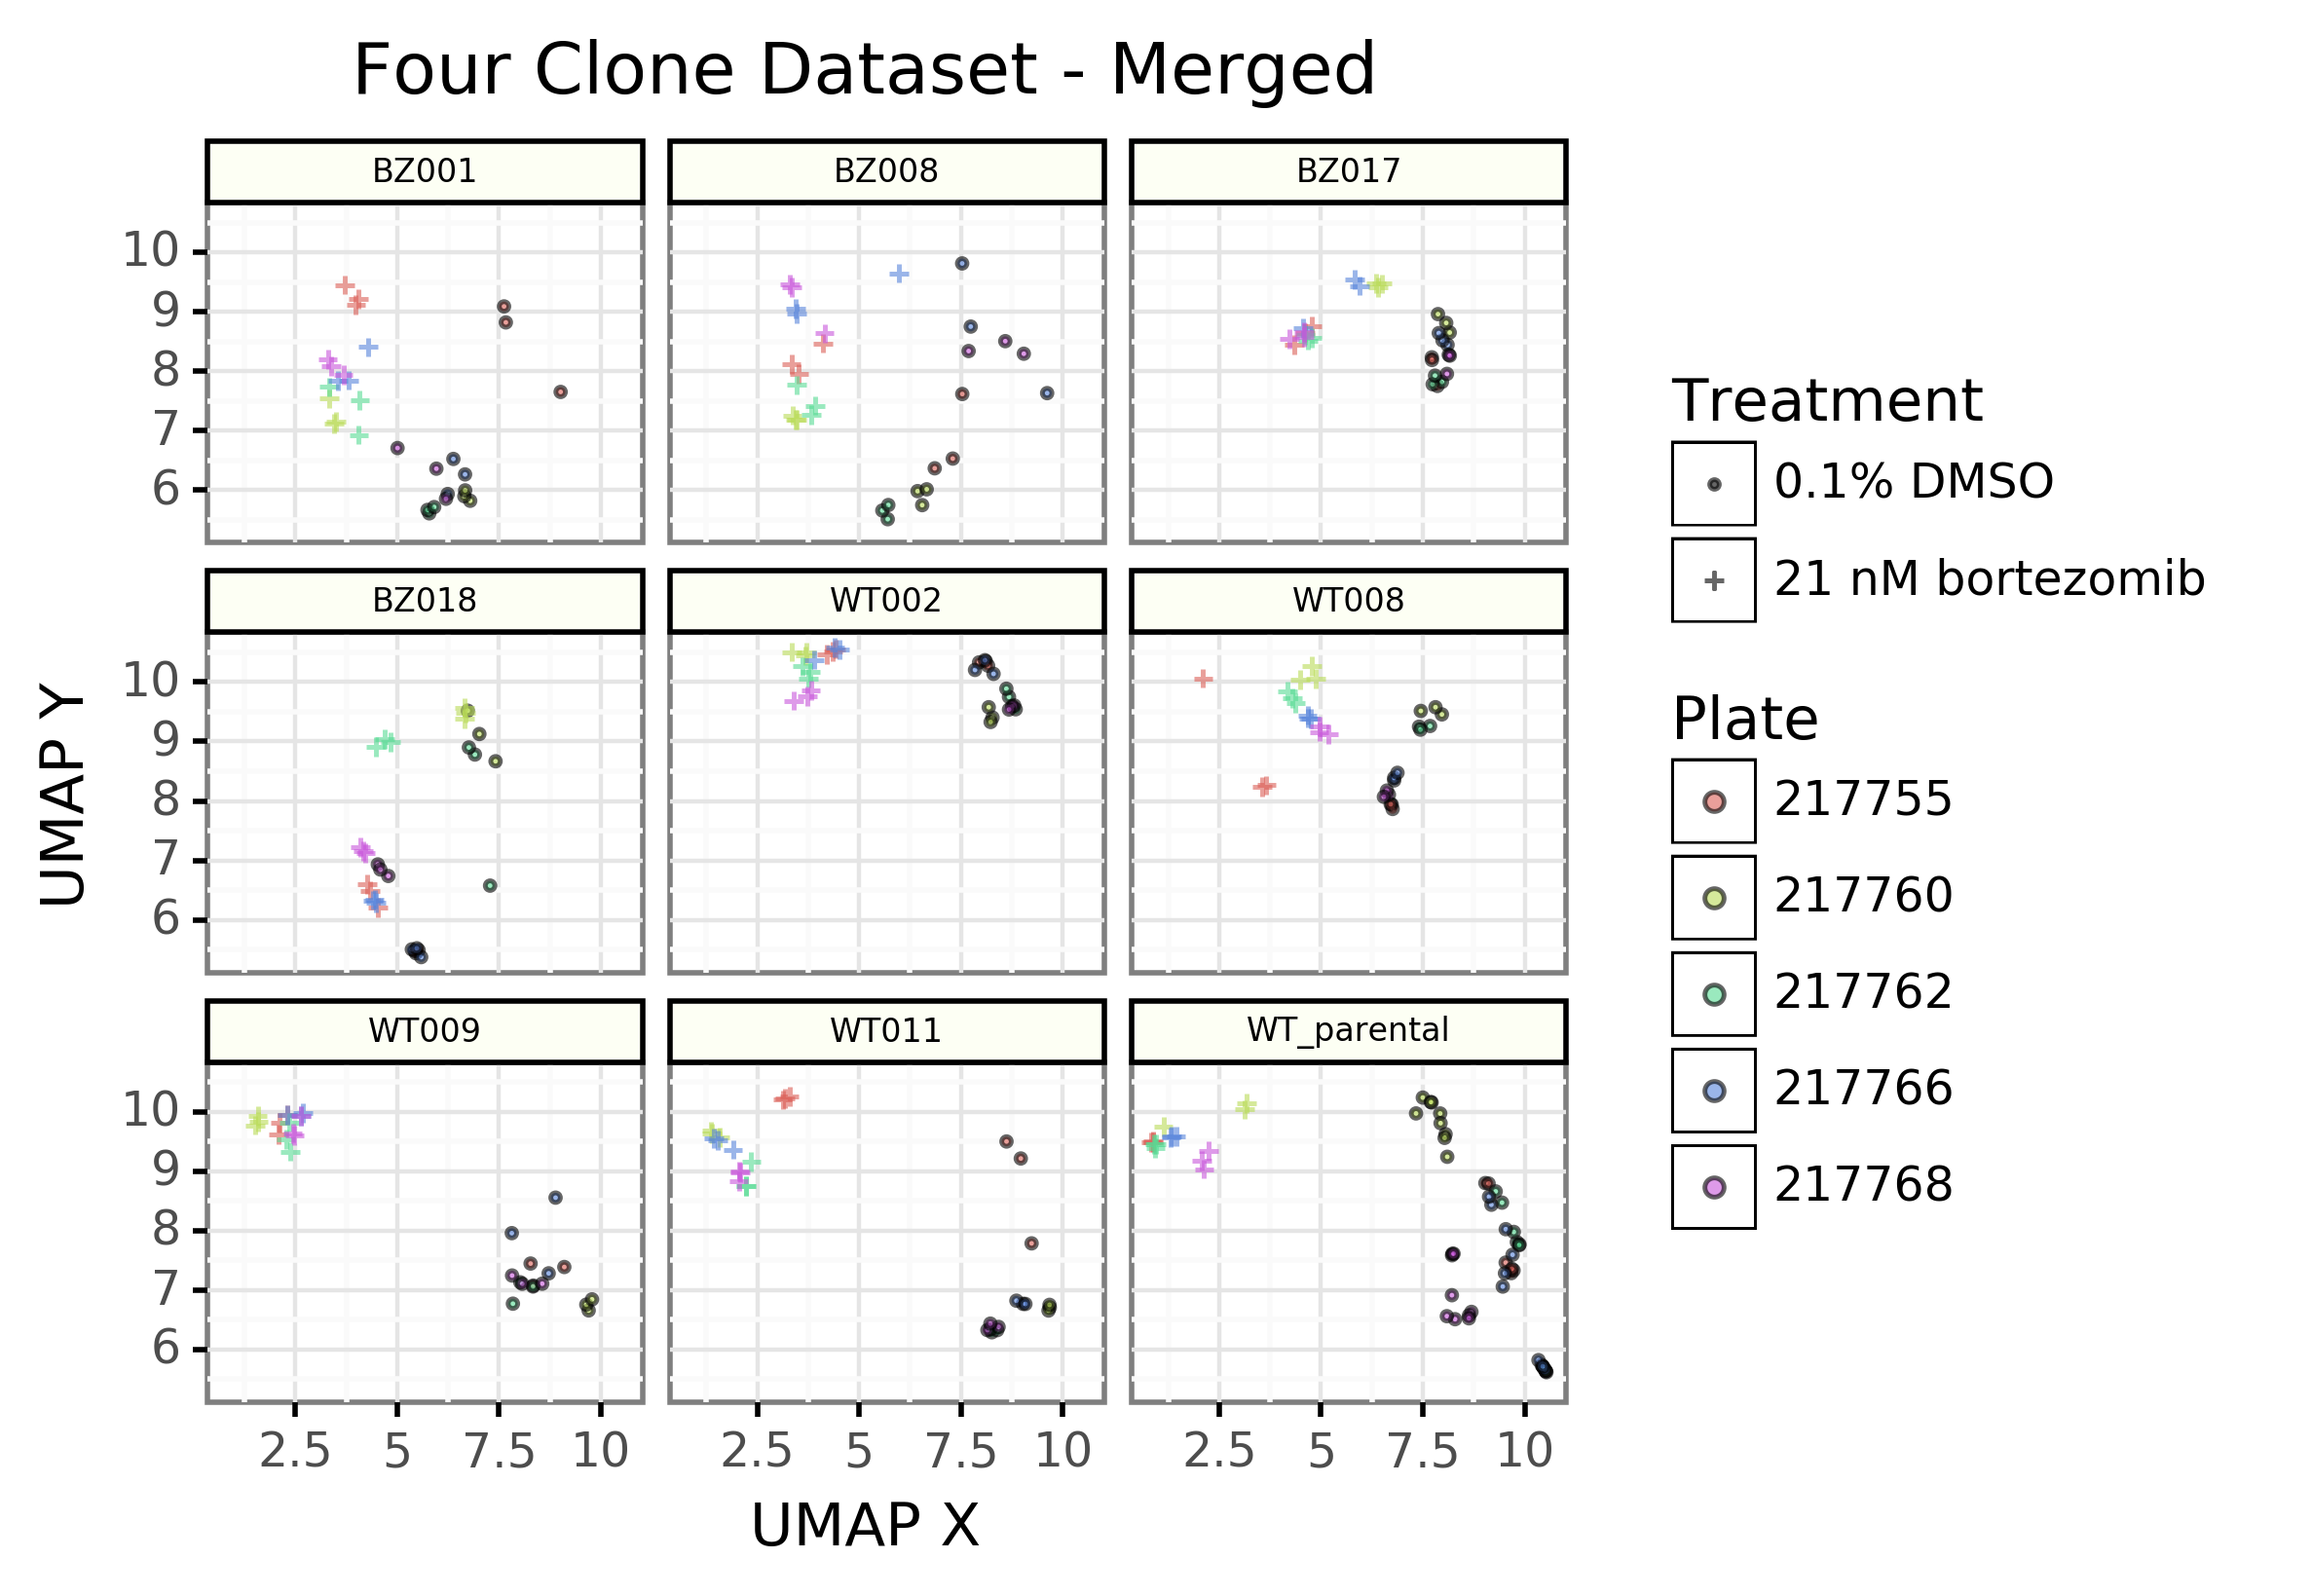 Four Clone Dataset - Merged
BZ001
BZ008
BZ017
10
9
8
7
6
BZ018
WT002
WT008
10
9
8
7
6
WT009
WT011
WT_parental
10
9
8
7
6
2.5 5 7.5 10
2.5 5 7.5 10
2.5 5 7.5 10
UMAP X
UMAP Y
Treatment
0.1% DMSO
21 nM bortezomib
Plate
217755
217760
217762
217766
217768